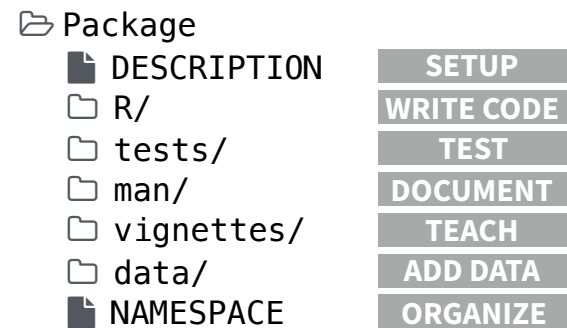 Package
DESCRIPTION SETUP
R/ WRITE CODE
tests/ TEST
man/ DOCUMENT
vignettes/ TEACH
data/ ADD DATA
NAMESPACE ORGANIZE